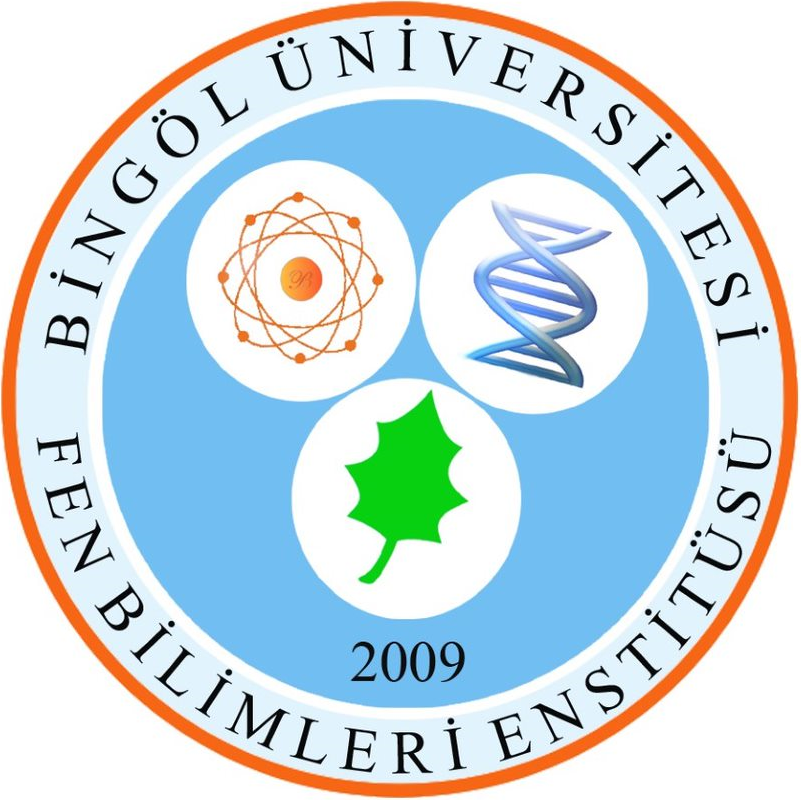 BİNGÖL ÜNİVERSİTESİ
FEN BİLİMLERİ ENSTİTÜSÜ
2009